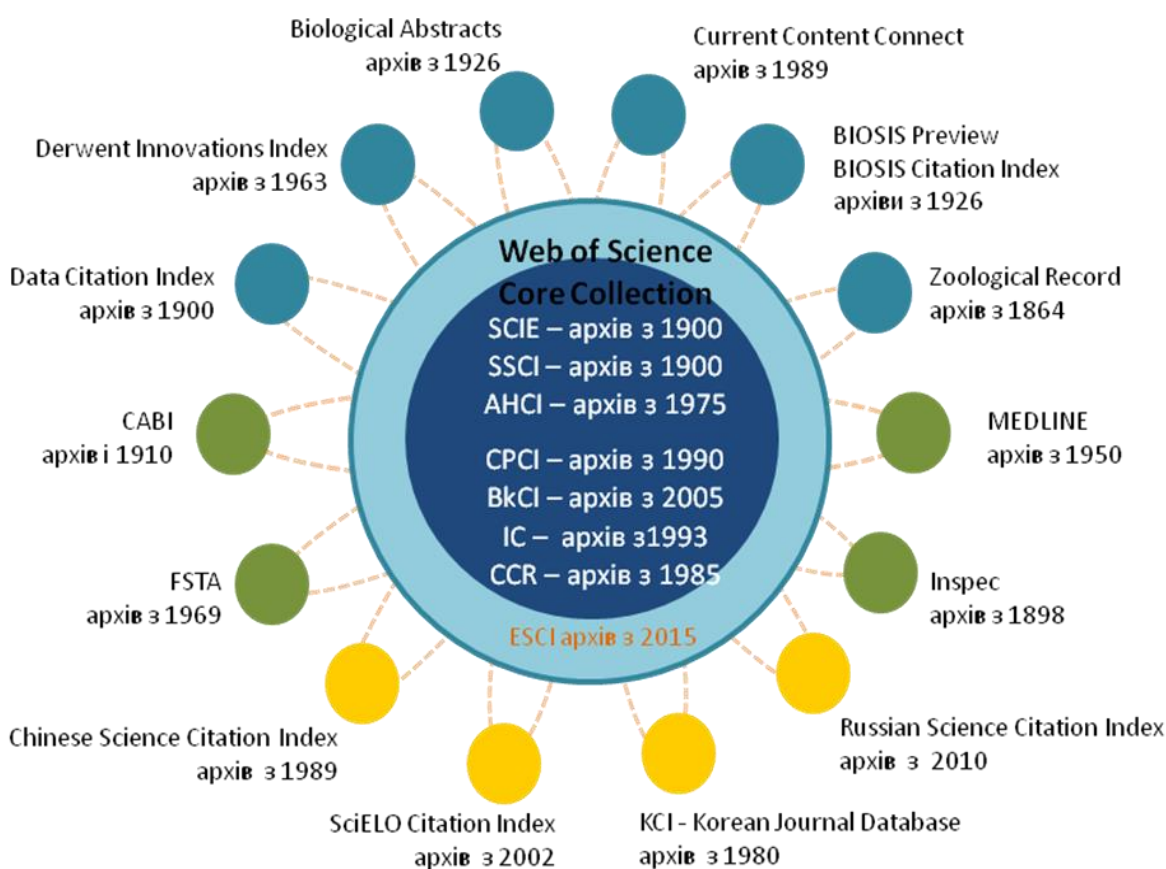 Biological Abstracts
архів з 1926
Current Content Connect
архів з 1989
Derwent Innovations Index
архів з 1963
BIOSIS Preview
BIOSIS Citation Index
архіви з 1926
Data Citation Index
архів з 1900
Zoological Record
архів з 1864
Web of Science
Core Collection
SCIE – архів з 1900
SSCI – архів з 1900
AHCI – архів з 1975
CPCI – архів з 1990
BkCI – архів з 2005
IC – архів з1993
CCR – архів з 1985
ESCI архів з 2015
CABI
архів і 1910
MEDLINE
архів з 1950
FSTA
архів з 1969
Inspec
архів з 1898
Chinese Science Citation Index
архів з 1989
Russian Science Citation Index
архів з 2010
SciELO Citation Index
архів з 2002
KCI - Korean Journal Database
архів з 1980